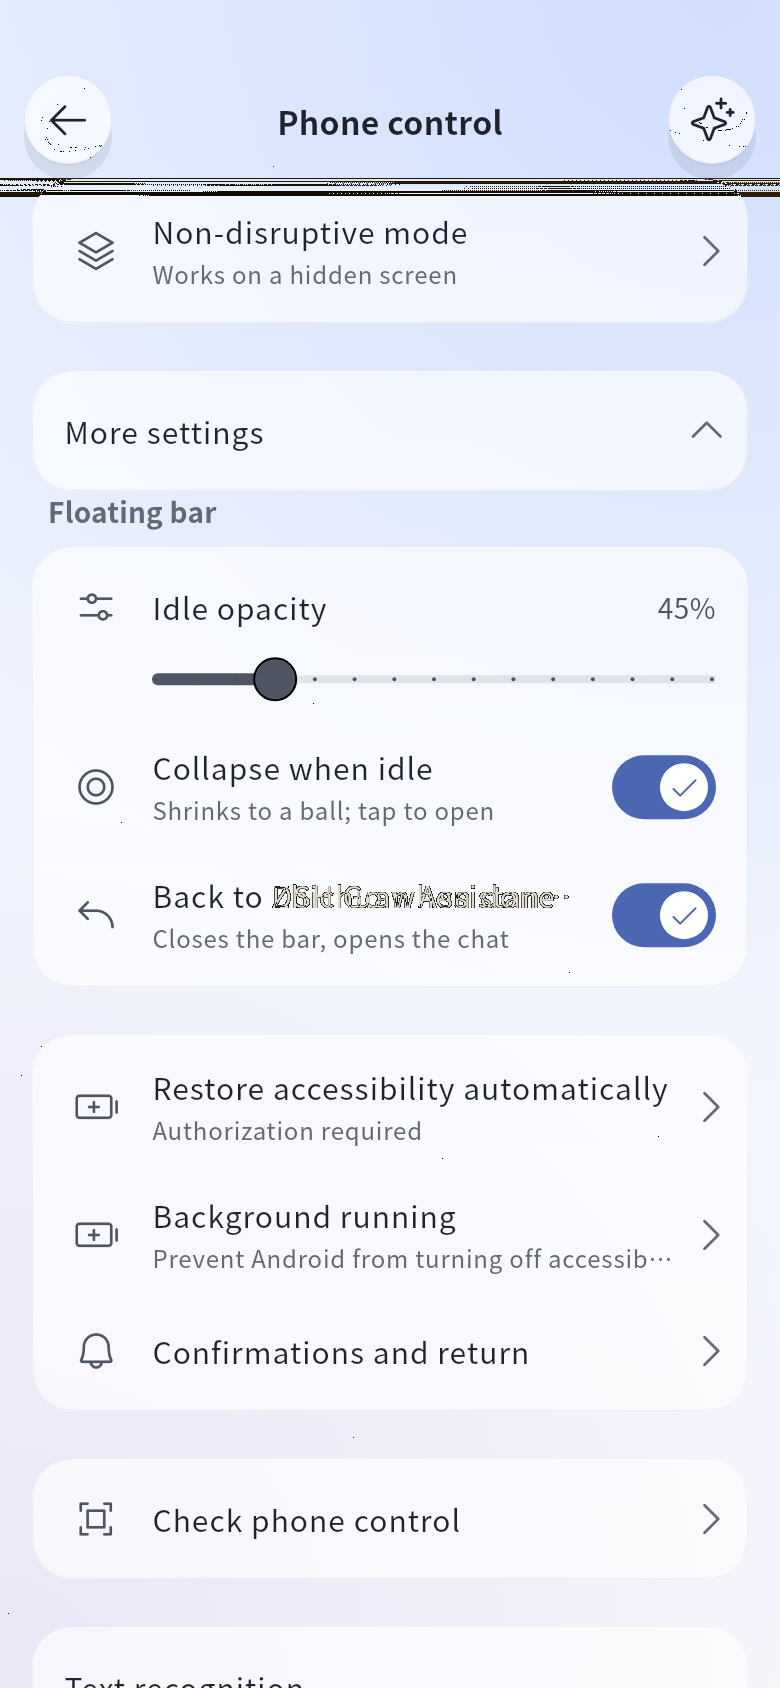 Phone control
Non-disruptive mode
Works on a hidden screen
More settings
Floating bar
Idle opacity
45%
Collapse when idle
Shrinks to a ball; tap to open
Back to
Closes the bar, opens the chat
Restore accessibility automatically
Authorization required
Background running
Prevent Android from turning off accessib···
Confirmations and return
Check phone control
Text recognition